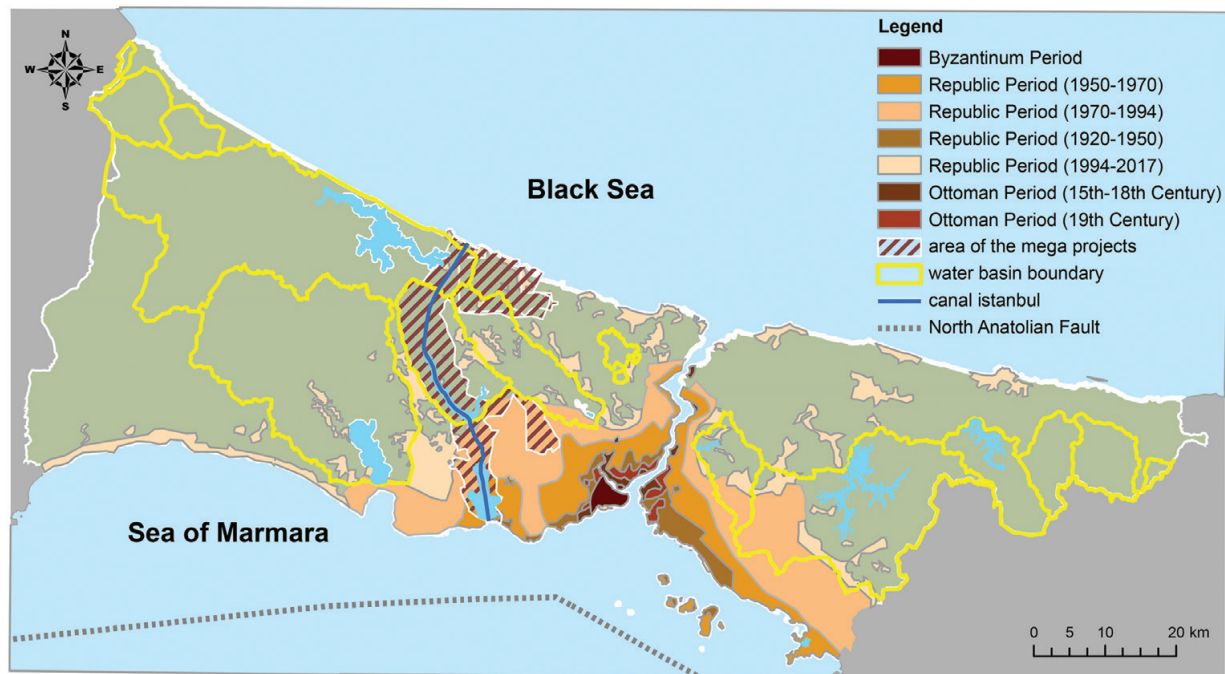 N
W E
S
Legend
Byzantinum Period
Republic Period (1950-1970)
Republic Period (1970-1994)
Republic Period (1920-1950)
Republic Period (1994-2017)
Ottoman Period (15th-18th Century)
Ottoman Period (19th Century)
area of the mega projects
water basin boundary
canal istanbul
North Anatolian Fault
Black Sea
Sea of Marmara
0 5 10 20 km